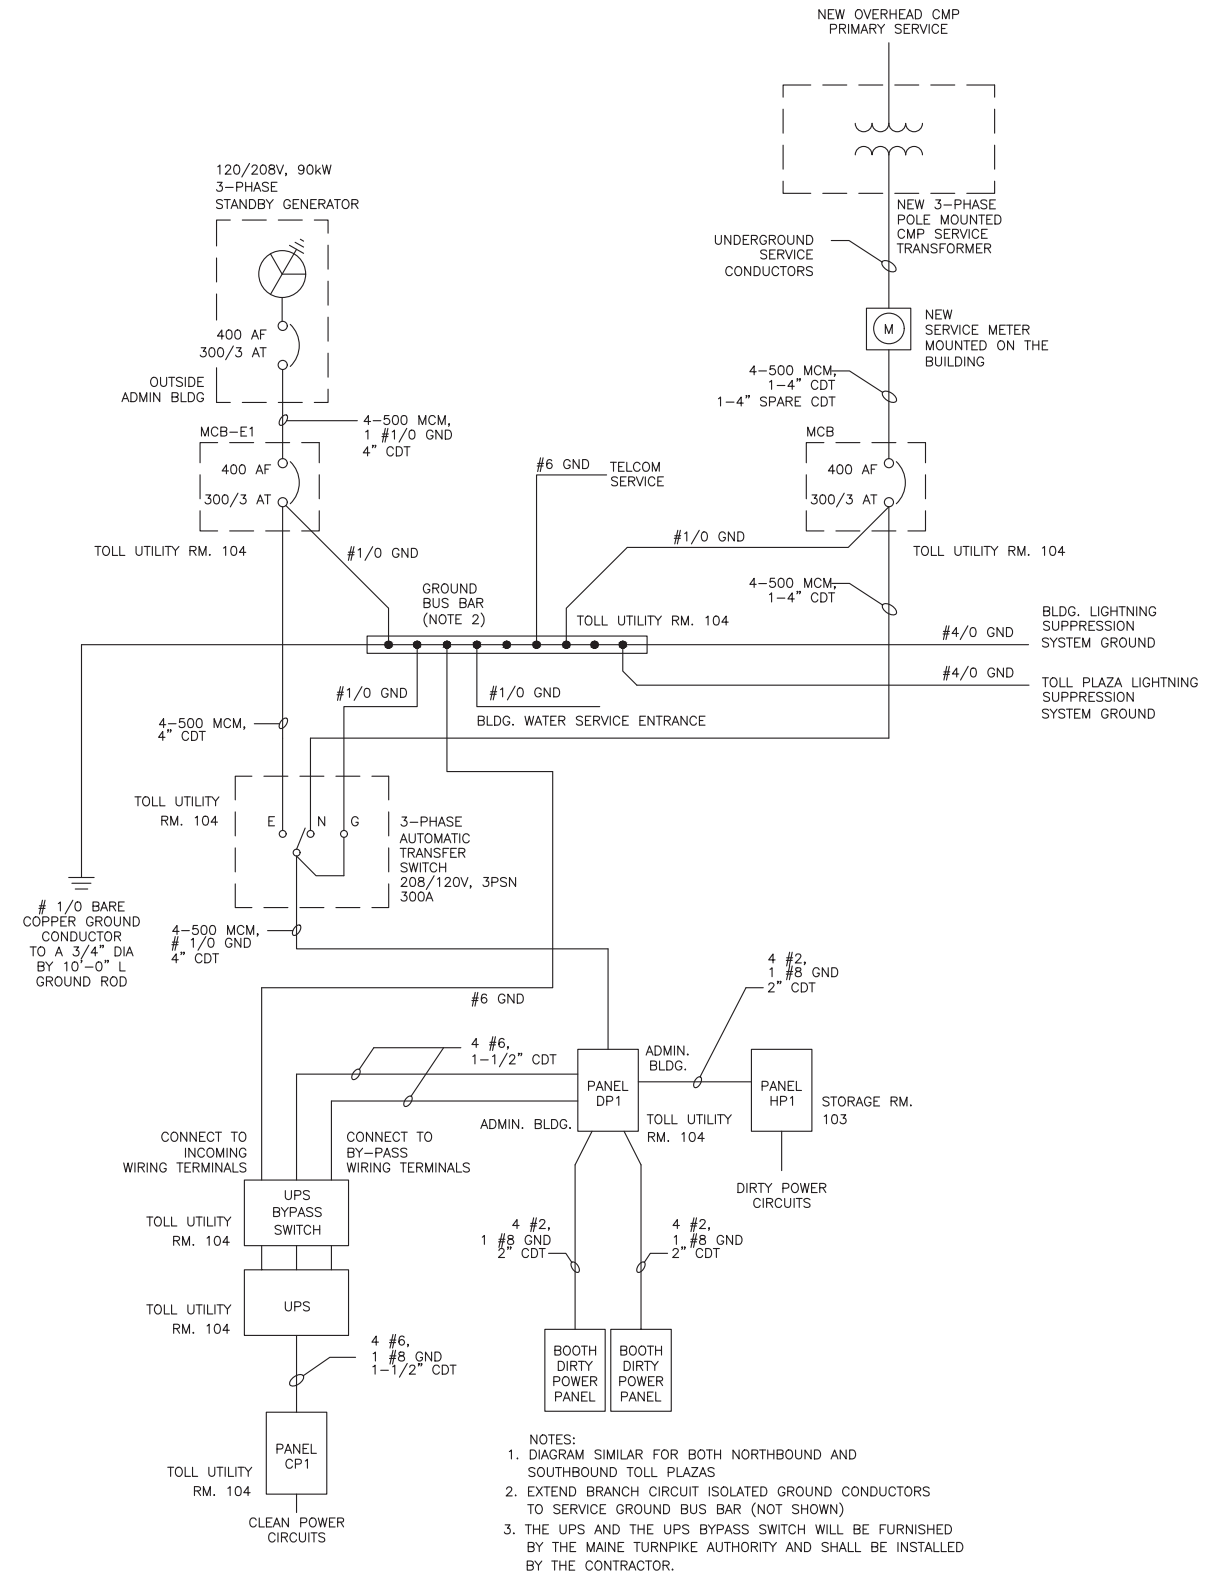 NEW OVERHEAD CMP
PRIMARY SERVICE
120/208V, 90kW
3-PHASE
STANDBY GENERATOR
NEW 3-PHASE
POLE MOUNTED
CMP SERVICE
TRANSFORMER
UNDERGROUND
SERVICE
CONDUCTORS
M
NEW
SERVICE METER
MOUNTED ON THE
BUILDING
400 AF
300/3 AT
OUTSIDE
ADMIN BLDG
4-500 MCM,
1-4" CDT
1-4" SPARE CDT
4-500 MCM,
1 #1/0 GND
4" CDT
MCB-E1
400 AF
300/3 AT
TOLL UTILITY RM. 104
MCB
400 AF
300/3 AT
TOLL UTILITY RM. 104
#6 GND
TELCOM
SERVICE
#1/0 GND
#1/0 GND
4-500 MCM,
1-4" CDT
GROUND
BUS BAR
(NOTE 2)
TOLL UTILITY RM. 104
#4/0 GND
BLDG. LIGHTNING
SUPPRESSION
SYSTEM GROUND
#4/0 GND
TOLL PLAZA LIGHTNING
SUPPRESSION
SYSTEM GROUND
#1/0 GND
#1/0 GND
BLDG. WATER SERVICE ENTRANCE
4-500 MCM,
4" CDT
TOLL UTILITY
RM. 104
E
N
G
3-PHASE
AUTOMATIC
TRANSFER
SWITCH
208/120V, 3PSN
300A
# 1/0 BARE
COPPER GROUND
CONDUCTOR
TO A 3/4" DIA
BY 10'-0" L
GROUND ROD
4-500 MCM,
# 1/0 GND
4" CDT
#6 GND
4 #2,
1 #8 GND
2" CDT
4 #6,
1-1/2" CDT
ADMIN.
BLDG.
PANEL
DP1
PANEL
HP1
STORAGE RM.
103
ADMIN. BLDG.
TOLL UTILITY
RM. 104
CONNECT TO
INCOMING
WIRING TERMINALS
CONNECT TO
BY-PASS
WIRING TERMINALS
DIRTY POWER
CIRCUITS
UPS
BYPASS
SWITCH
TOLL UTILITY
RM. 104
4 #2,
1 #8 GND
2" CDT
4 #2,
1 #8 GND
2" CDT
UPS
TOLL UTILITY
RM. 104
4 #6,
1 #8 GND
1-1/2" CDT
BOOTH
DIRTY
POWER
PANEL
BOOTH
DIRTY
POWER
PANEL
PANEL
CP1
TOLL UTILITY
RM. 104
CLEAN POWER
CIRCUITS
NOTES:
1. DIAGRAM SIMILAR FOR BOTH NORTHBOUND AND
SOUTHBOUND TOLL PLAZAS
2. EXTEND BRANCH CIRCUIT ISOLATED GROUND CONDUCTORS
TO SERVICE GROUND BUS BAR (NOT SHOWN)
3. THE UPS AND THE UPS BYPASS SWITCH WILL BE FURNISHED
BY THE MAINE TURNPIKE AUTHORITY AND SHALL BE INSTALLED
BY THE CONTRACTOR.